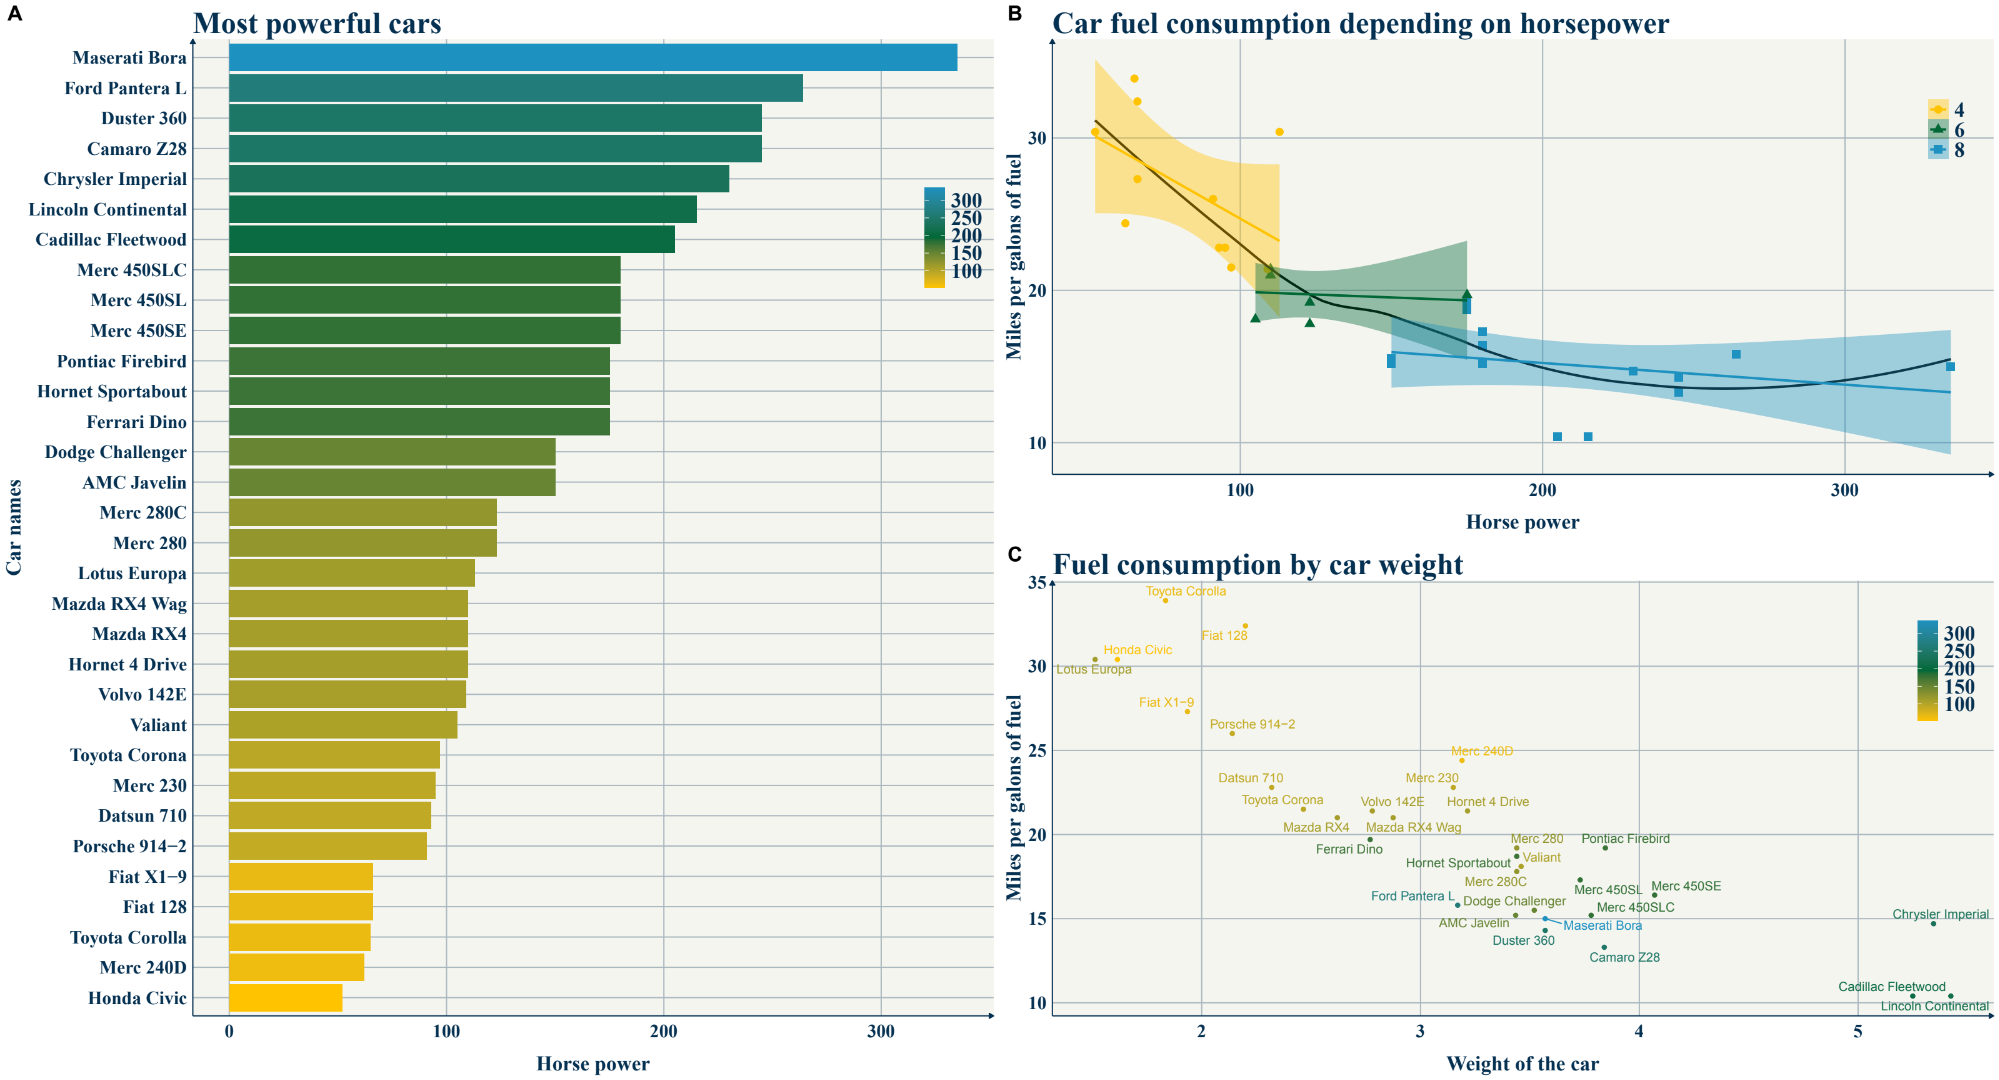 A
Most powerful cars
Car names
Maserati Bora
Ford Pantera L
Duster 360
Camaro Z28
Chrysler Imperial
Lincoln Continental
Cadillac Fleetwood
Merc 450SLC
Merc 450SL
Merc 450SE
Pontiac Firebird
Hornet Sportabout
Ferrari Dino
Dodge Challenger
AMC Javelin
Merc 280C
Merc 280
Lotus Europa
Mazda RX4 Wag
Mazda RX4
Hornet 4 Drive
Volvo 142E
Valiant
Toyota Corona
Merc 230
Datsun 710
Porsche 914−2
Fiat X1−9
Fiat 128
Toyota Corolla
Merc 240D
Honda Civic
300
250
200
150
100
0 100 200 300
Horse power
B
Car fuel consumption depending on horsepower
Miles per galons of fuel
30
20
10
4
6
8
100 200 300
Horse power
C
Fuel consumption by car weight
Miles per galons of fuel
35
30
25
20
15
10
Toyota Corolla
Fiat 128
Honda Civic
Lotus Europa
Fiat X1−9
Porsche 914−2
Merc 240D
Datsun 710
Merc 230
Toyota Corona
Volvo 142E
Hornet 4 Drive
Mazda RX4
Mazda RX4 Wag
Merc 280
Pontiac Firebird
Ferrari Dino
Valiant
Hornet Sportabout
Merc 280C
Merc 450SE
Merc 450SL
Ford Pantera L
Dodge Challenger
Merc 450SLC
Chrysler Imperial
AMC Javelin
Maserati Bora
Duster 360
Camaro Z28
Cadillac Fleetwood
Lincoln Continental
300
250
200
150
100
2 3 4 5
Weight of the car